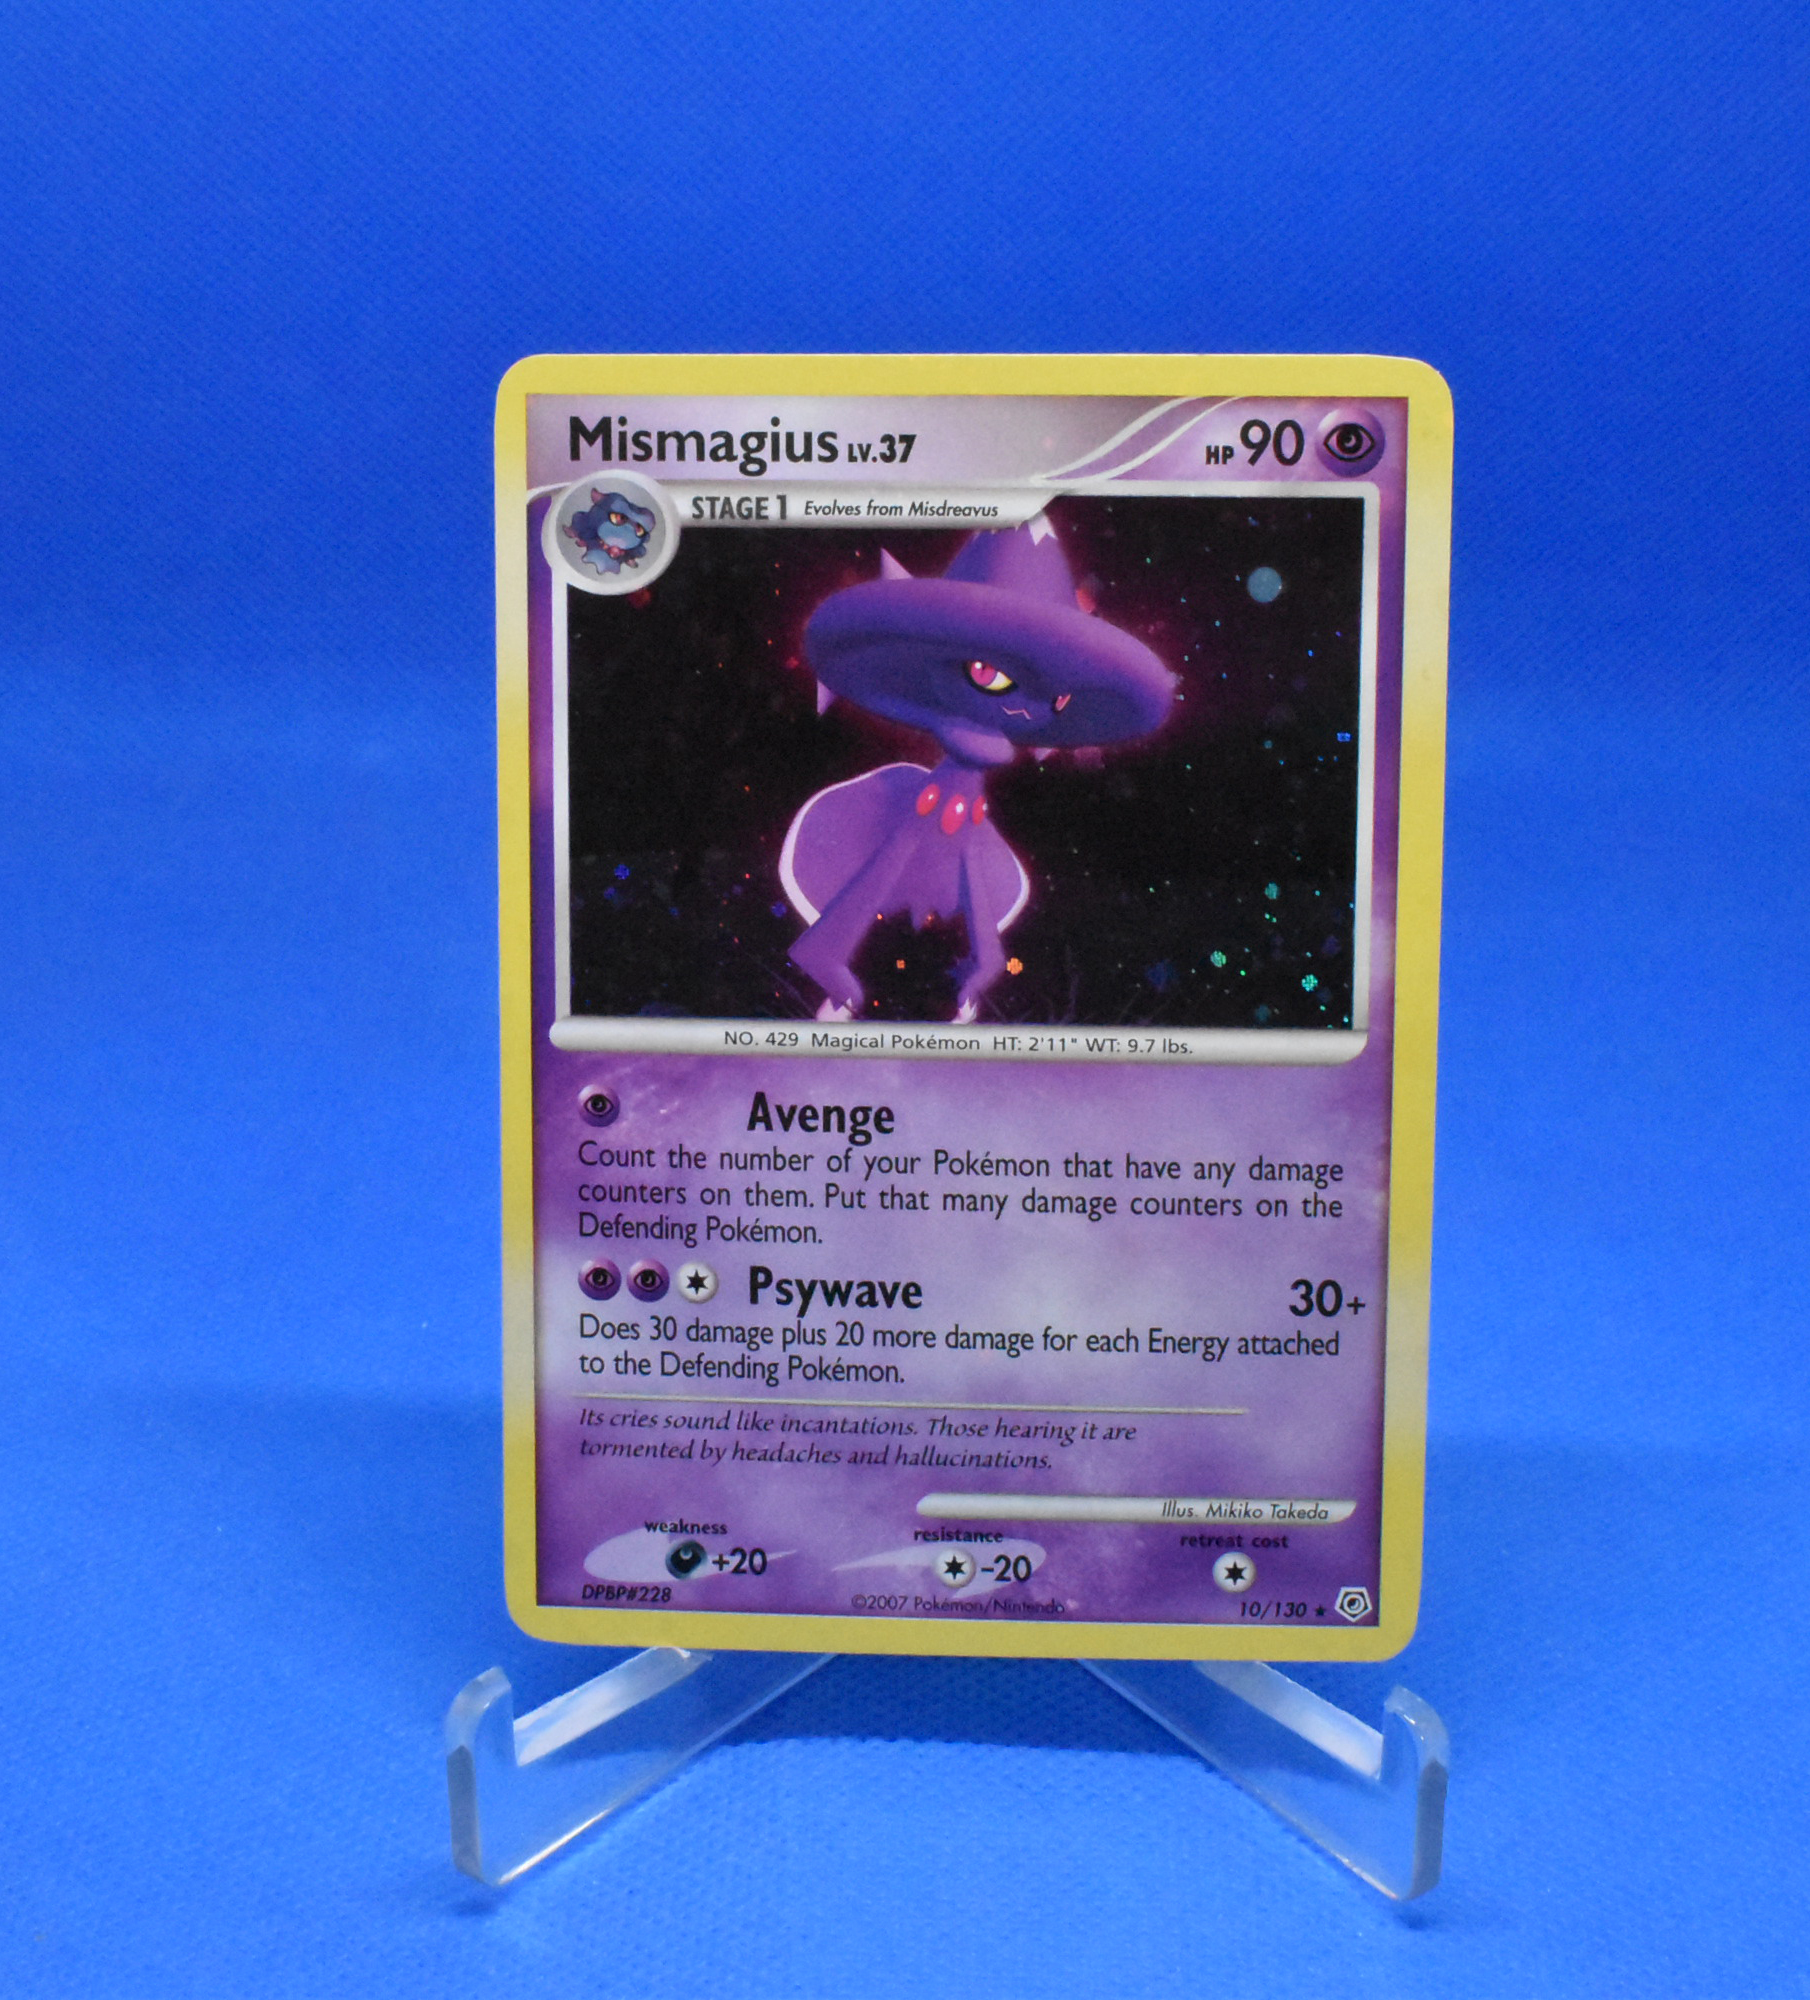 Mismagius LV.37 HP 90
STAGE 1 Evolves from Misdreavus
NO. 429 Magical Pokémon HT: 2'11" WT: 9.7 lbs.
Avenge
Count the number of your Pokémon that have any damage
counters on them. Put that many damage counters on the
Defending Pokémon.
Psywave 30+
Does 30 damage plus 20 more damage for each Energy attached
to the Defending Pokémon.
Its cries sound like incantations. Those hearing it are
tormented by headaches and hallucinations.
Illus. Mikiko Takeda
weakness resistance retreat cost
+20 -20
DPBP#228 ©2007 Pokémon/Nintendo 10/130 ★